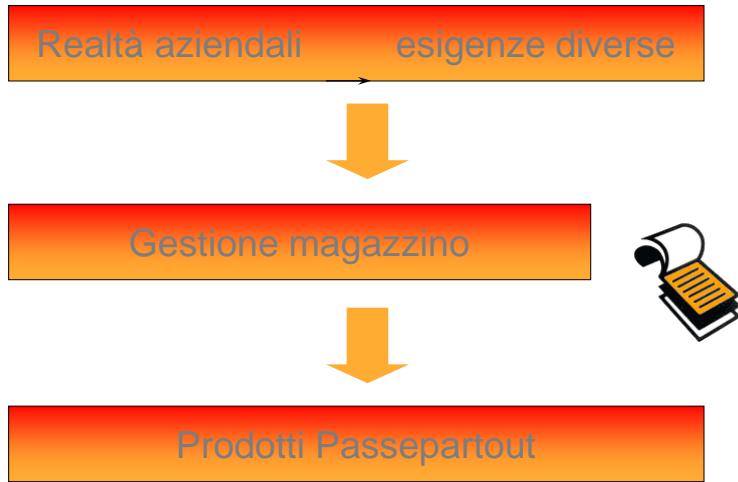 Realtà aziendali esigenze diverse
Gestione magazzino
Prodotti Passepartout